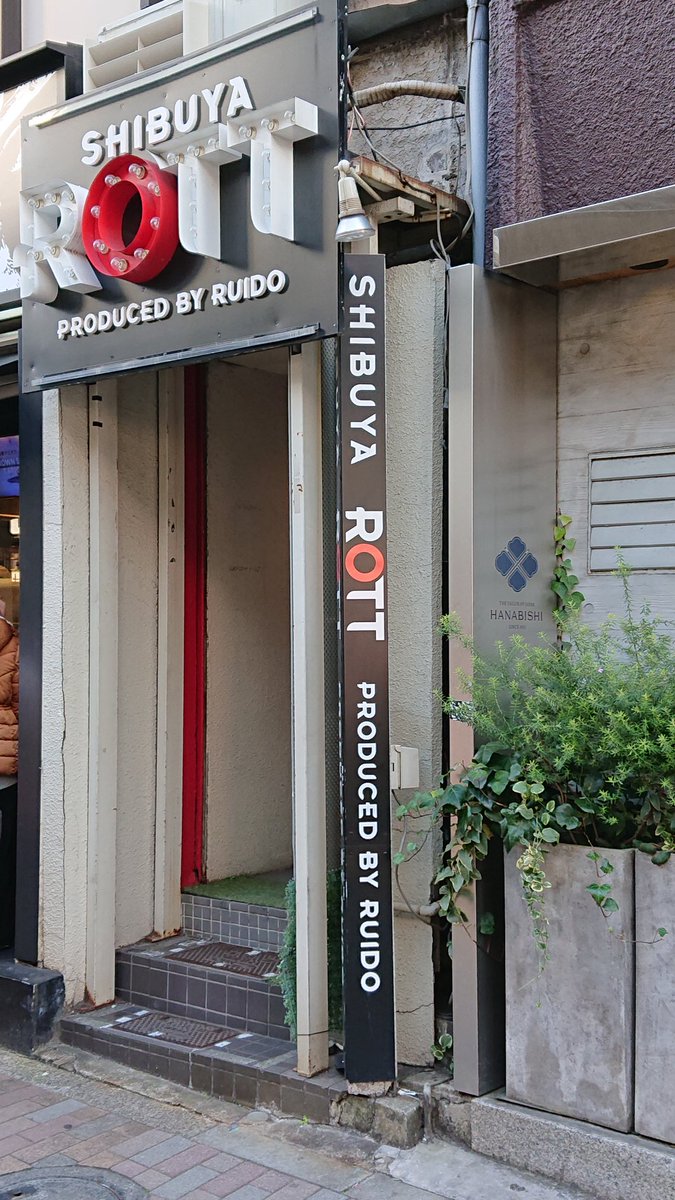 SHIBUYA
ROTT
PRODUCED BY RUIDO
SHIBUYA ROTT PRODUCED BY RUIDO
HANABISHI